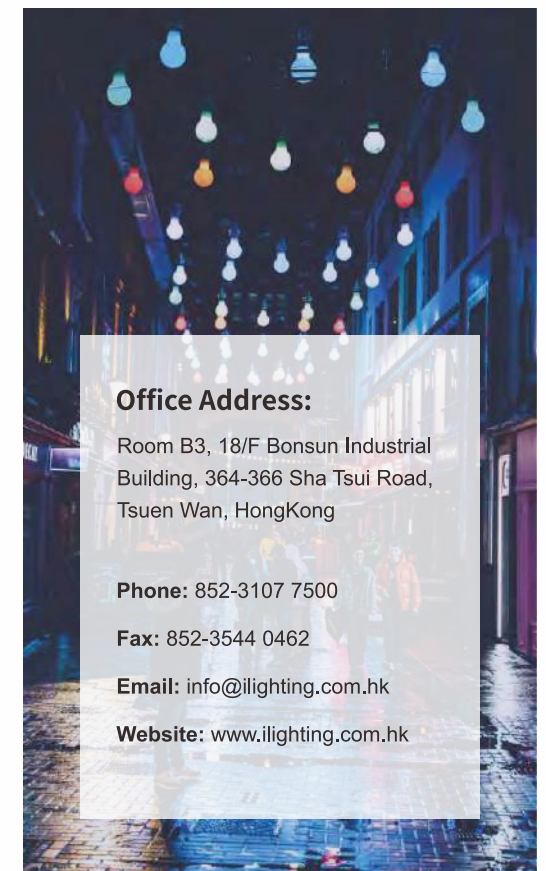 Office Address:
Room B3, 18/F Bonsun Industrial
Building, 364-366 Sha Tsui Road,
Tsuen Wan, HongKong
Phone: 852-3107 7500
Fax: 852-3544 0462
Email: info@ilighting.com.hk
Website: www.ilighting.com.hk